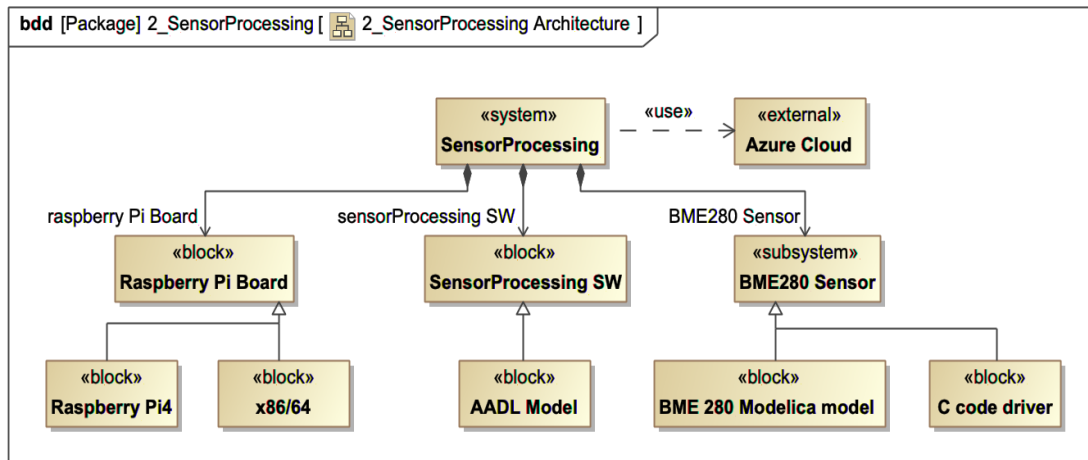 bdd [Package] 2_SensorProcessing [ 2_SensorProcessing Architecture ]
«system»
SensorProcessing
«use»
«external»
Azure Cloud
raspberry Pi Board
sensorProcessing SW
BME280 Sensor
«block»
Raspberry Pi Board
«block»
SensorProcessing SW
«subsystem»
BME280 Sensor
«block»
Raspberry Pi4
«block»
x86/64
«block»
AADL Model
«block»
BME 280 Modelica model
«block»
C code driver